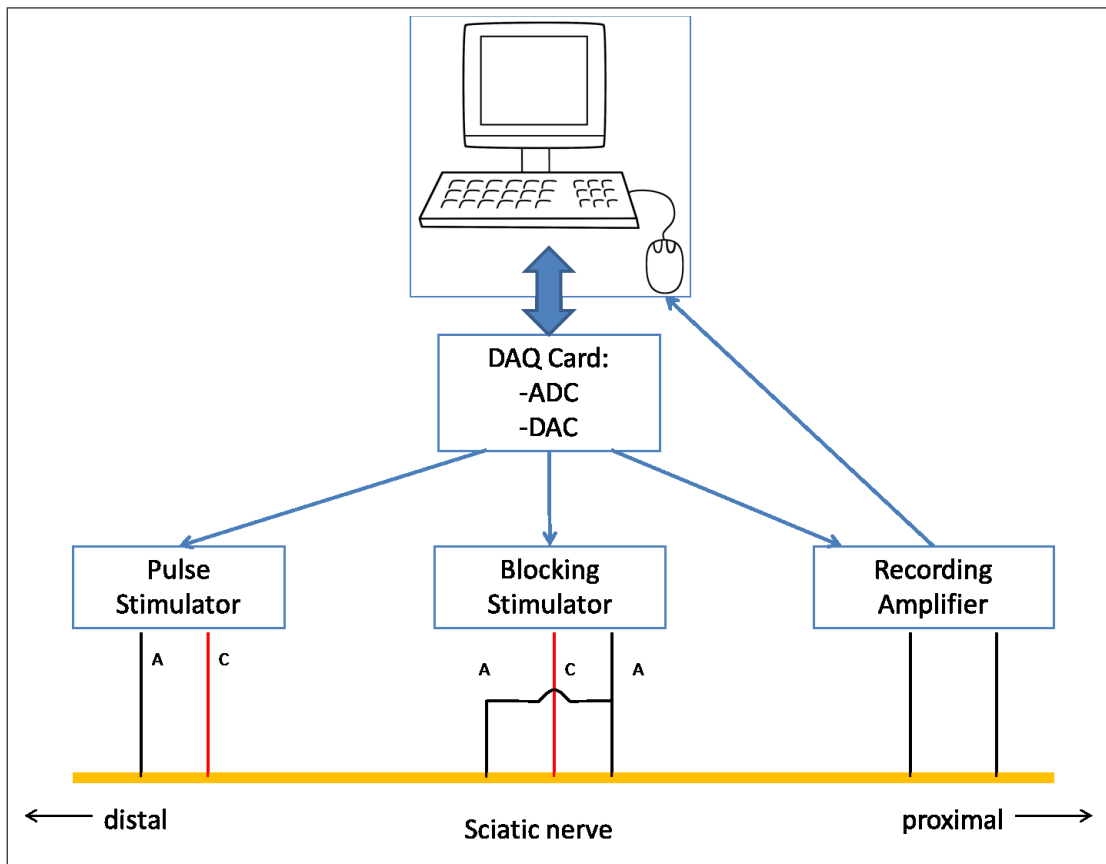 DAQ Card:
-ADC
-DAC
Pulse
Stimulator
Blocking
Stimulator
Recording
Amplifier
A
C
A
C
A
distal
Sciatic nerve
proximal